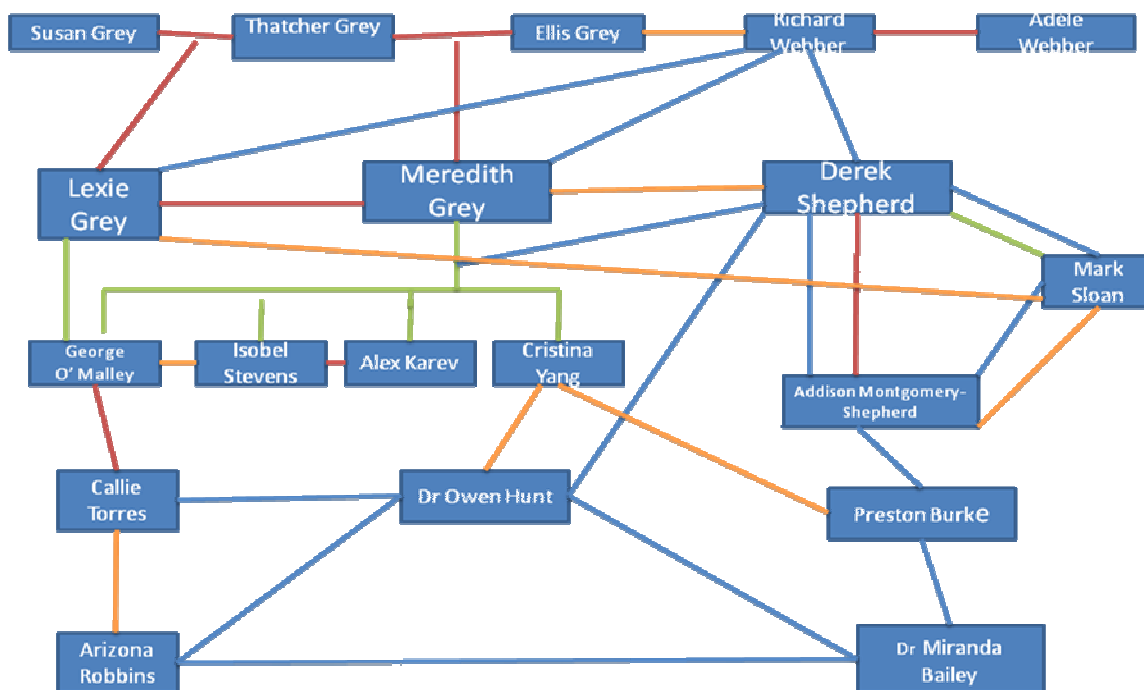 Susan Grey
Thatcher Grey
Ellis Grey
Richard
Webber
Adele
Webber
Lexie
Grey
Meredith
Grey
Derek
Shepherd
Mark
Sloan
George
O' Malley
Isobel
Stevens
Alex Karev
Cristina
Yang
Addison Montgomery-
Shepherd
Callie
Torres
Dr Owen Hunt
Preston Burke
Arizona
Robbins
Dr Miranda
Bailey